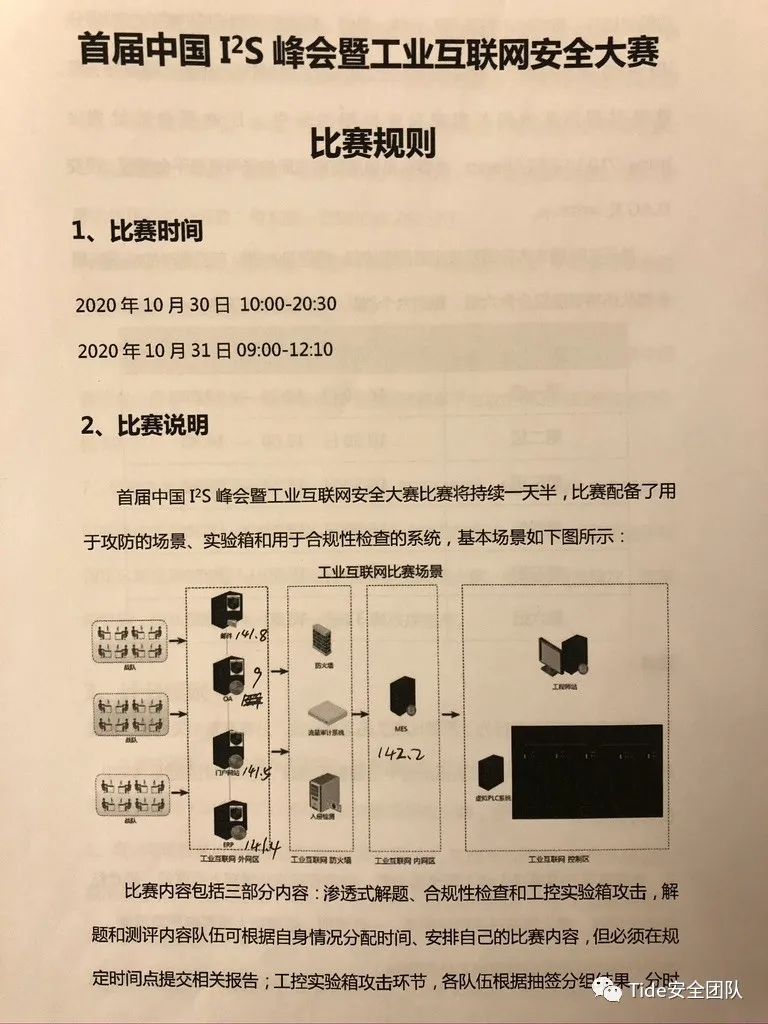 首届中国 I²S 峰会暨工业互联网安全大赛
比赛规则
1、比赛时间
2020 年 10 月 30 日 10:00-20:30
2020 年 10 月 31 日 09:00-12:10
2、比赛说明
首届中国 I²S 峰会暨工业互联网安全大赛比赛将持续一天半，比赛配备了用
于攻防的场景、实验箱和用于合规性检查的系统，基本场景如下图所示：
工业互联网比赛场景
战队
战队
战队
邮件 141.8
OA 9
门户网站 141.5
ERP 141.4
工业互联网 外网区
防火墙
流量审计系统
入侵检测
工业互联网 防火墙
MES
142.2
工业互联网 内网区
工程师站
虚拟PLC系统
工业互联网 控制区
比赛内容包括三部分内容：渗透式解题、合规性检查和工控实验箱攻击，解
题和测评内容队伍可根据自身情况分配时间、安排自己的比赛内容，但必须在规
定时间点提交相关报告；工控实验箱攻击环节，各队伍根据抽签分组结果，分时
Tide安全团队